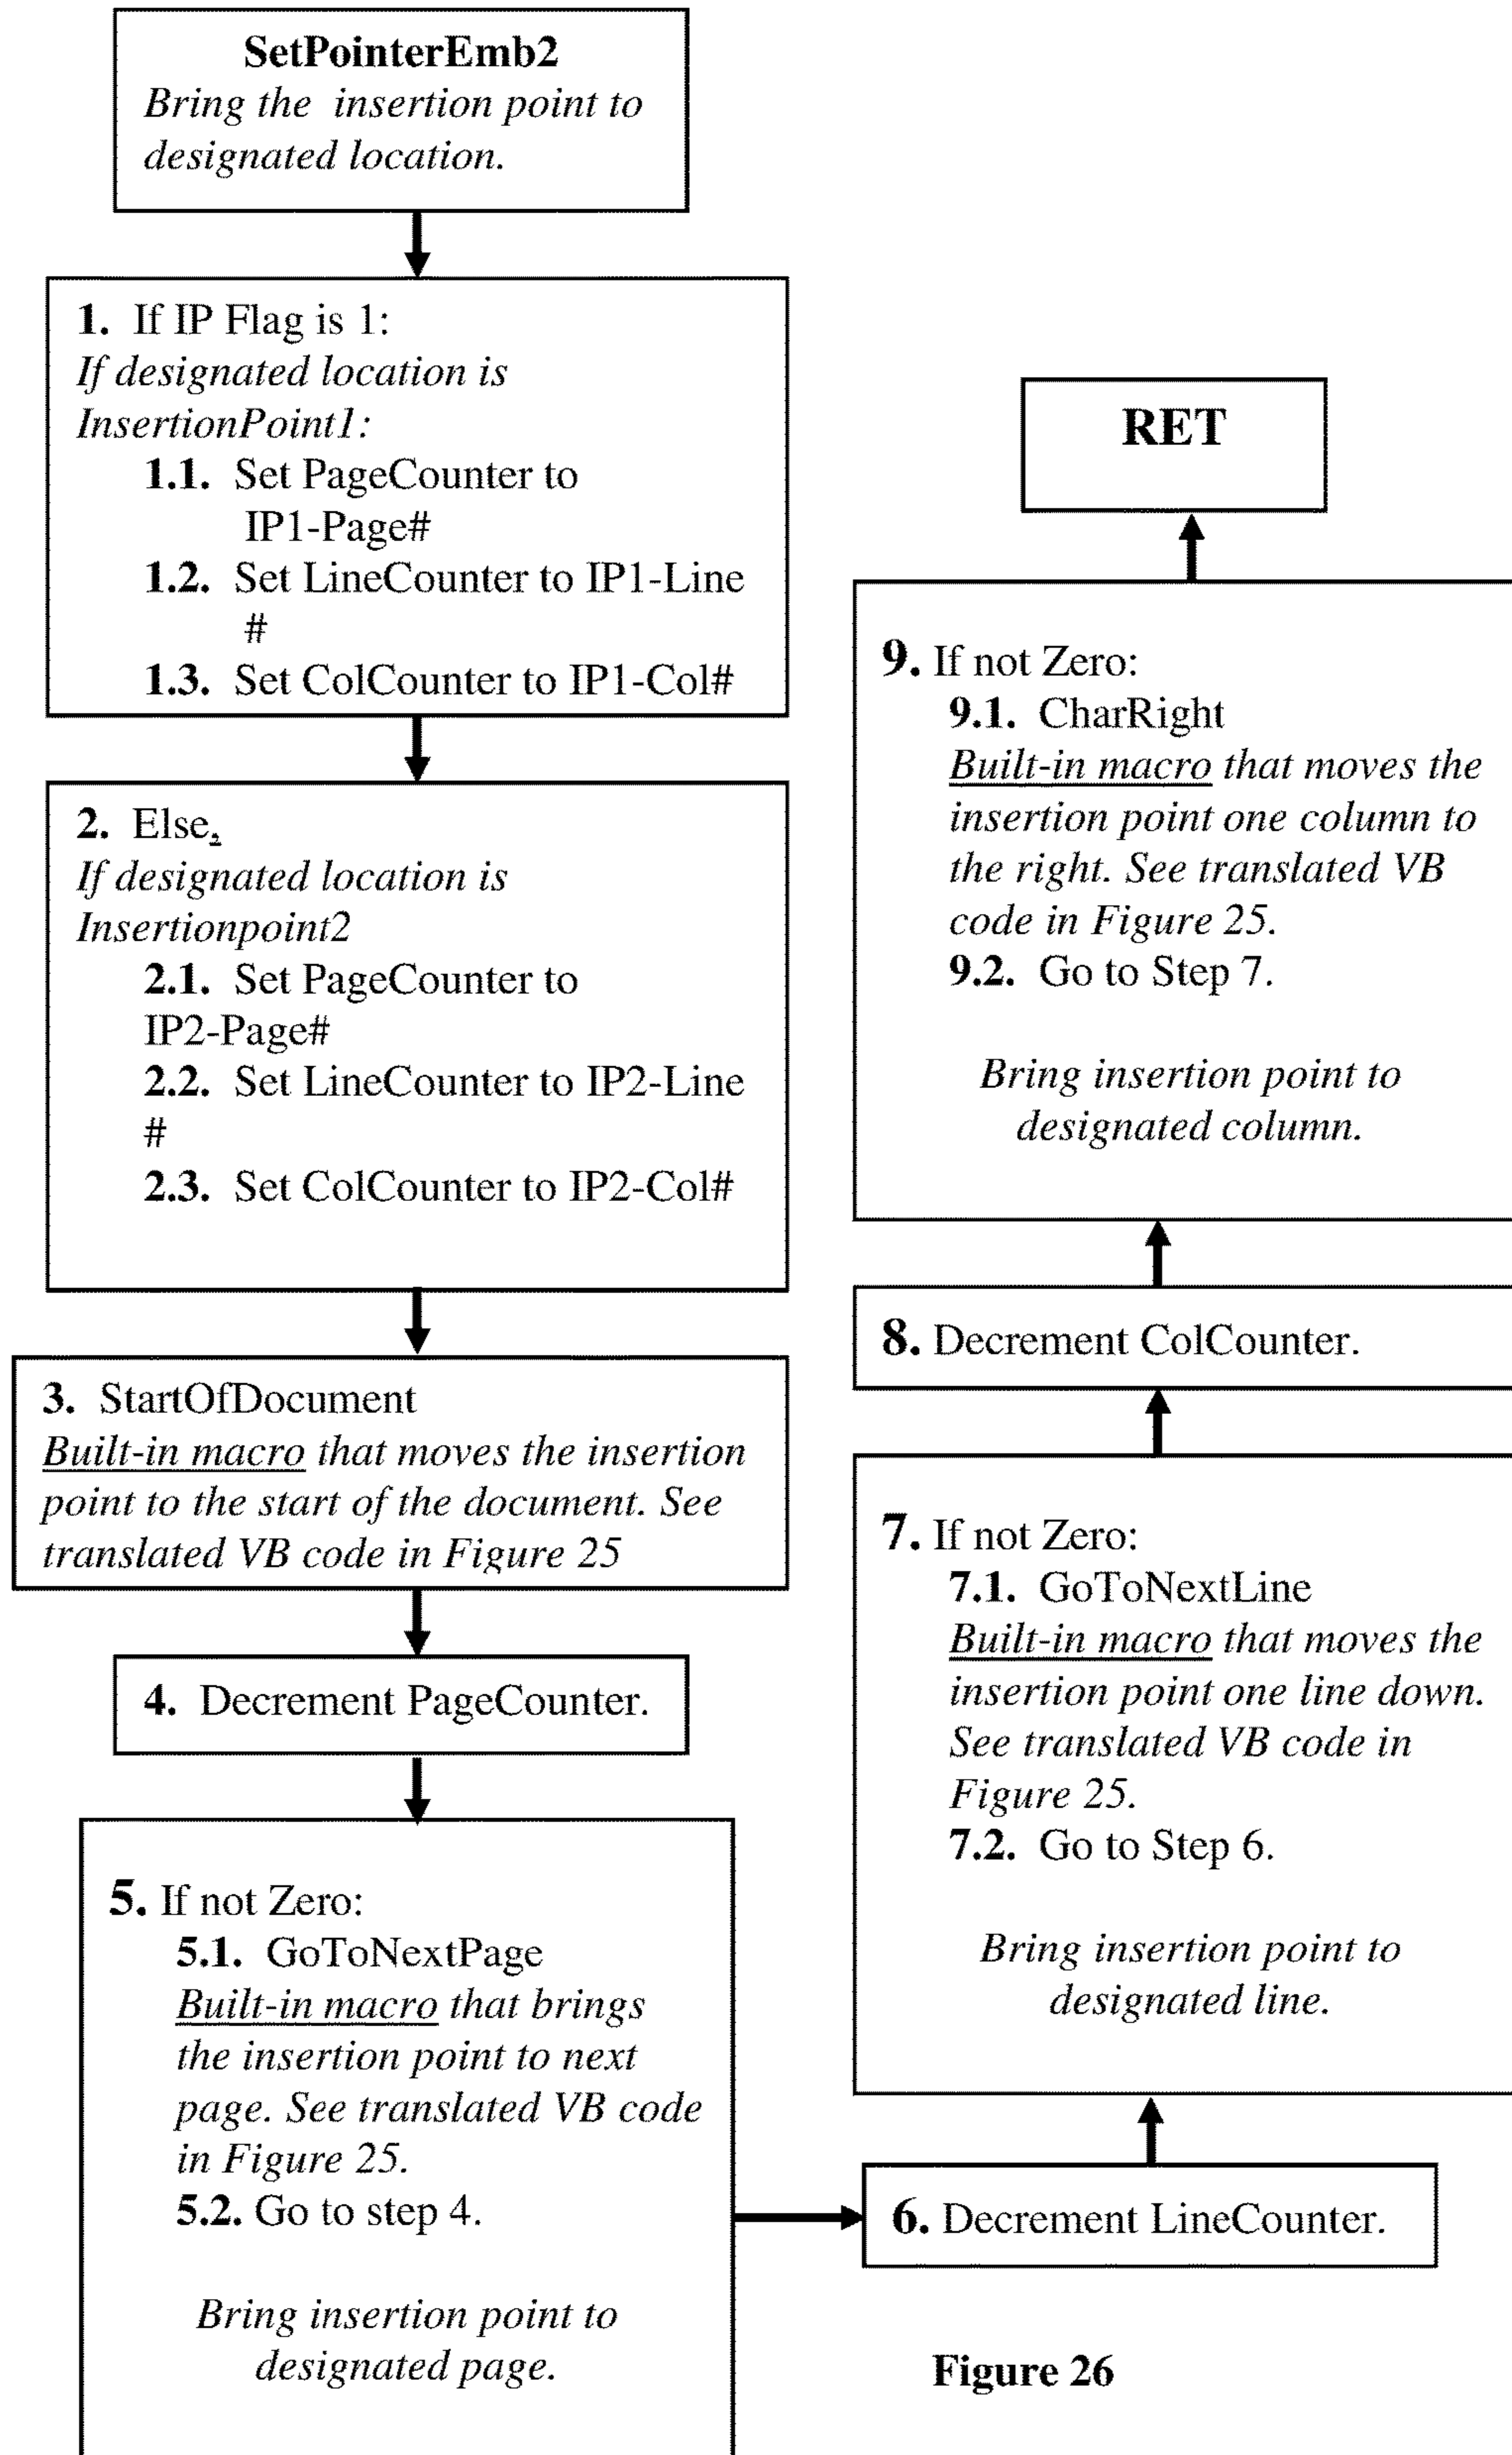 SetPointerEmb2
Bring the insertion point to
designated location.
1. If IP Flag is 1:
If designated location is
InsertionPoint1:
1.1. Set PageCounter to
IP1-Page#
1.2. Set LineCounter to IP1-Line
#
1.3. Set ColCounter to IP1-Col#
2. Else,
If designated location is
Insertionpoint2
2.1. Set PageCounter to
IP2-Page#
2.2. Set LineCounter to IP2-Line
#
2.3. Set ColCounter to IP2-Col#
3. StartOfDocument
Built-in macro that moves the insertion
point to the start of the document. See
translated VB code in Figure 25
4. Decrement PageCounter.
5. If not Zero:
5.1. GoToNextPage
Built-in macro that brings
the insertion point to next
page. See translated VB code
in Figure 25.
5.2. Go to step 4.
Bring insertion point to
designated page.
6. Decrement LineCounter.
7. If not Zero:
7.1. GoToNextLine
Built-in macro that moves the
insertion point one line down.
See translated VB code in
Figure 25.
7.2. Go to Step 6.
Bring insertion point to
designated line.
8. Decrement ColCounter.
9. If not Zero:
9.1. CharRight
Built-in macro that moves the
insertion point one column to
the right. See translated VB
code in Figure 25.
9.2. Go to Step 7.
Bring insertion point to
designated column.
RET
Figure 26